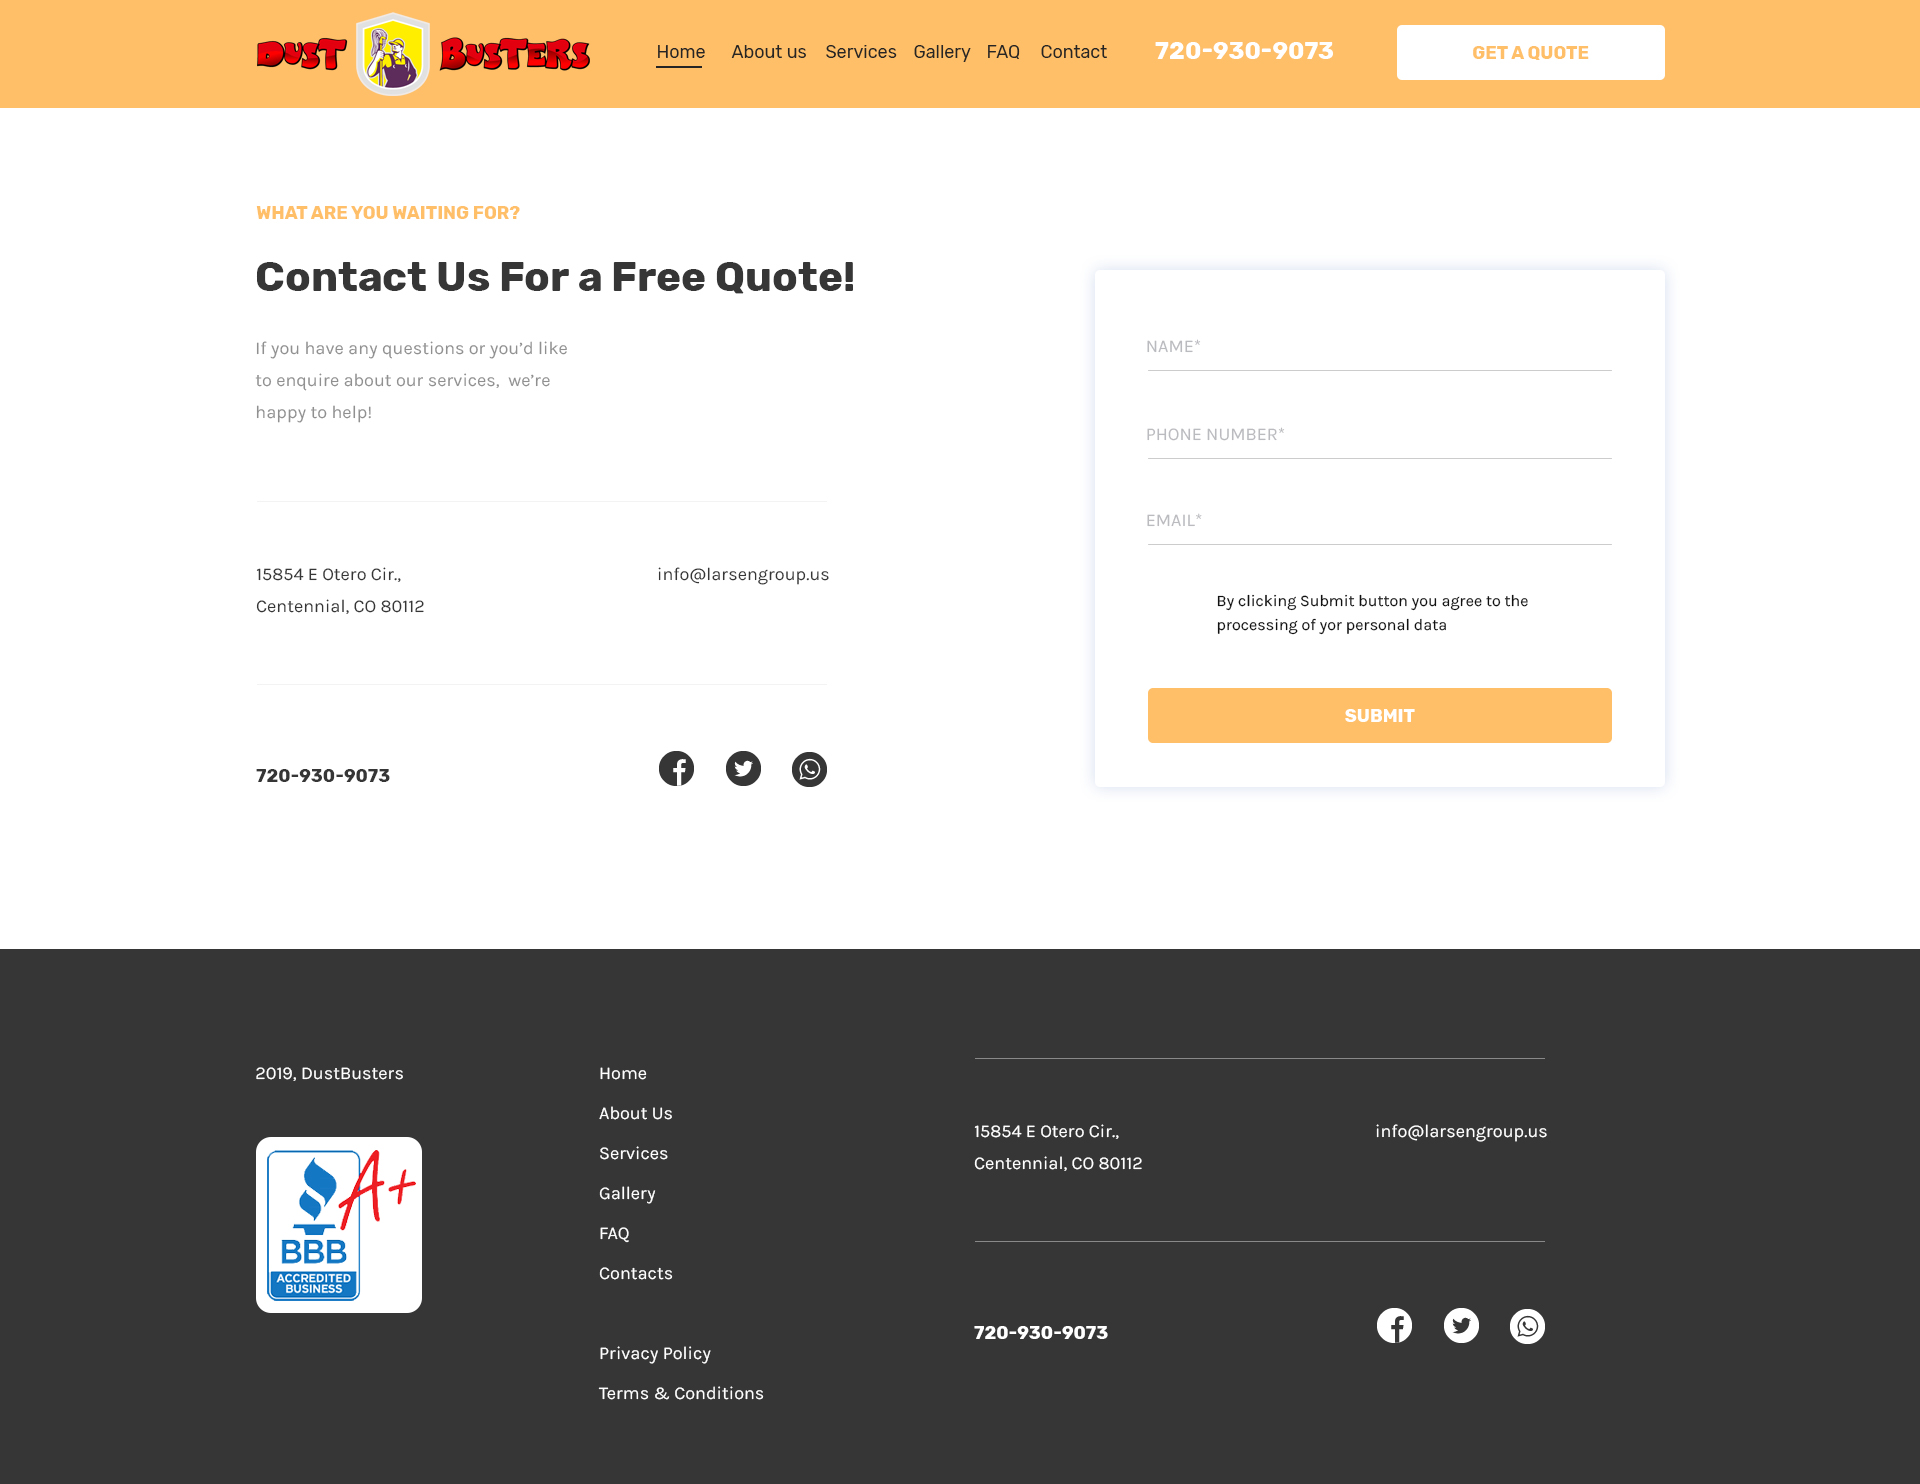 DUST BUSTERS
Home About us Services Gallery FAQ Contact
720-930-9073
GET A QUOTE
WHAT ARE YOU WAITING FOR?
Contact Us For a Free Quote!
If you have any questions or you’d like
to enquire about our services, we’re
happy to help!
15854 E Otero Cir.,
Centennial, CO 80112
info@larsengroup.us
720-930-9073
NAME*
PHONE NUMBER*
EMAIL*
By clicking Submit button you agree to the
processing of yor personal data
SUBMIT
2019, DustBusters
A+
BBB
ACCREDITED
BUSINESS
Home
About Us
Services
Gallery
FAQ
Contacts
Privacy Policy
Terms & Conditions
15854 E Otero Cir.,
Centennial, CO 80112
info@larsengroup.us
720-930-9073